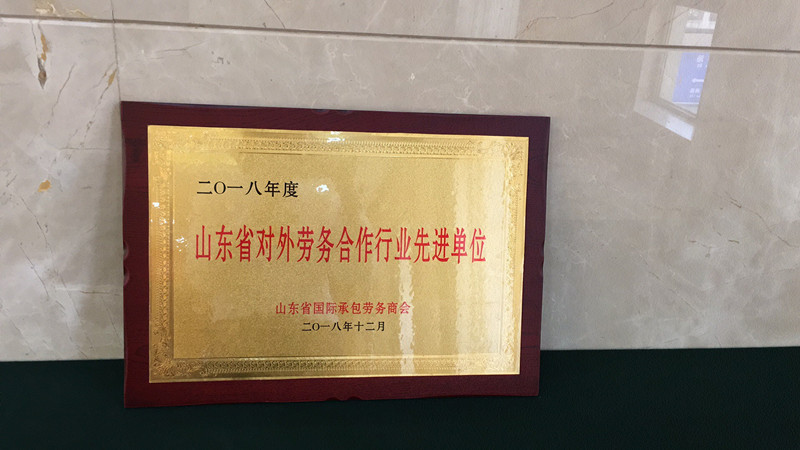 二〇一八年度
山东省对外劳务合作行业先进单位
山东省国际承包劳务商会
二〇一八年十二月